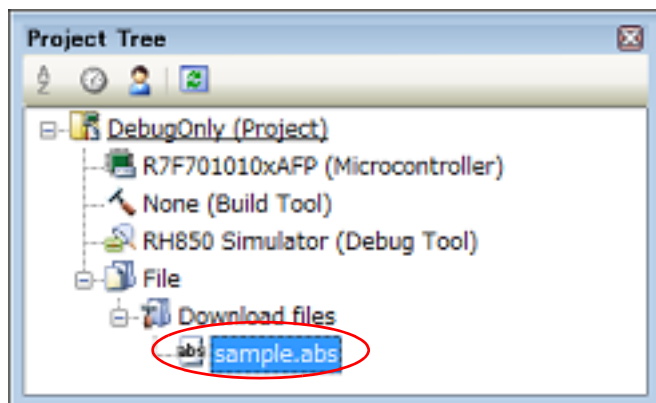 Project Tree
DebugOnly (Project)
R7F701010xAFP (Microcontroller)
None (Build Tool)
RH850 Simulator (Debug Tool)
File
Download files
abs sample.abs